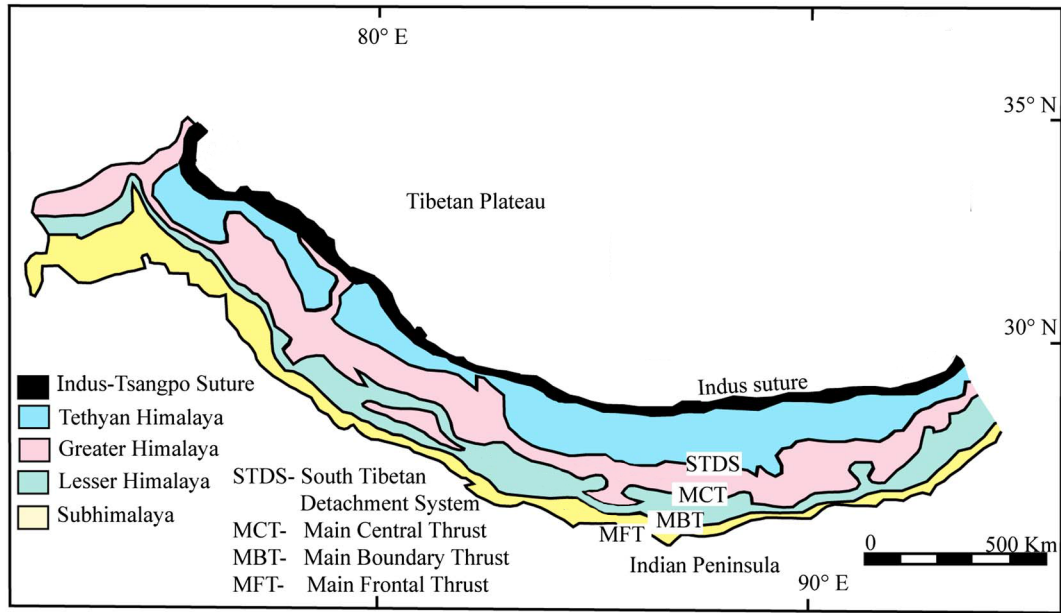 80° E
35° N
Tibetan Plateau
30° N
Indus suture
Indus-Tsangpo Suture
Tethyan Himalaya
Greater Himalaya
Lesser Himalaya
Subhimalaya
STDS- South Tibetan
Detachment System
MCT- Main Central Thrust
MBT- Main Boundary Thrust
MFT- Main Frontal Thrust
STDS
MCT
MBT
MFT
Indian Peninsula
0 500 Km
90° E